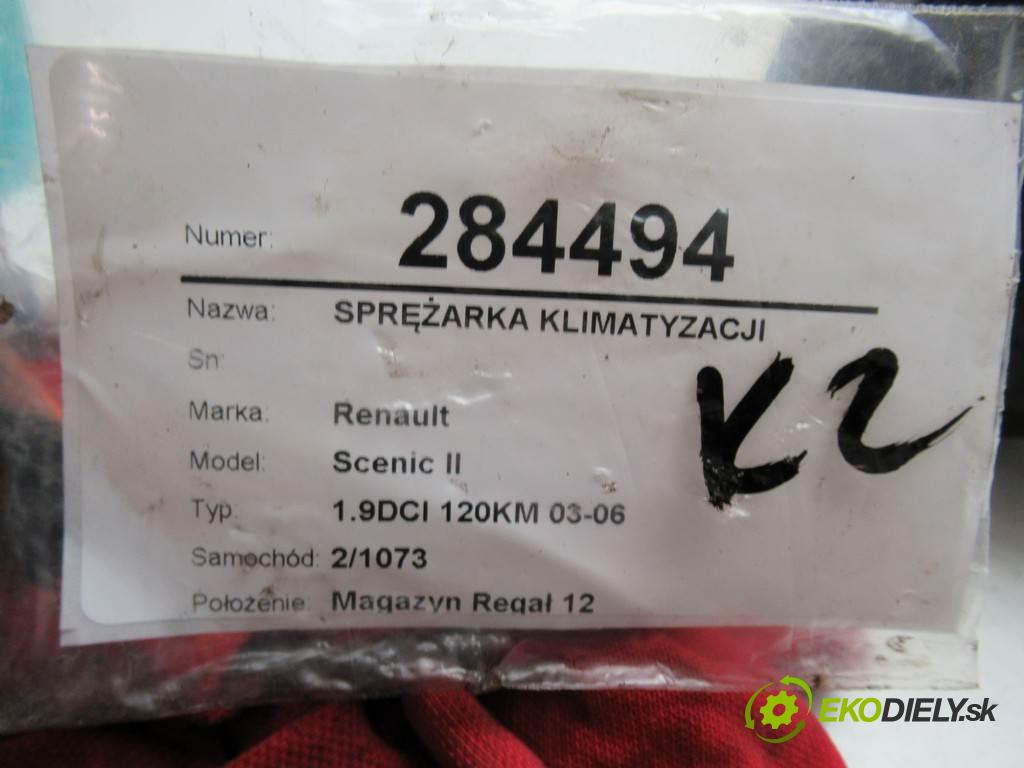 Numer: 284494
Nazwa: SPRĘŻARKA KLIMATYZACJI
Sn:
K2
Marka: Renault
Model: Scenic II
Typ: 1.9DCI 120KM 03-06
Samochód: 2/1073
Położenie: Magazyn Regał 12
EKODIELY.sk